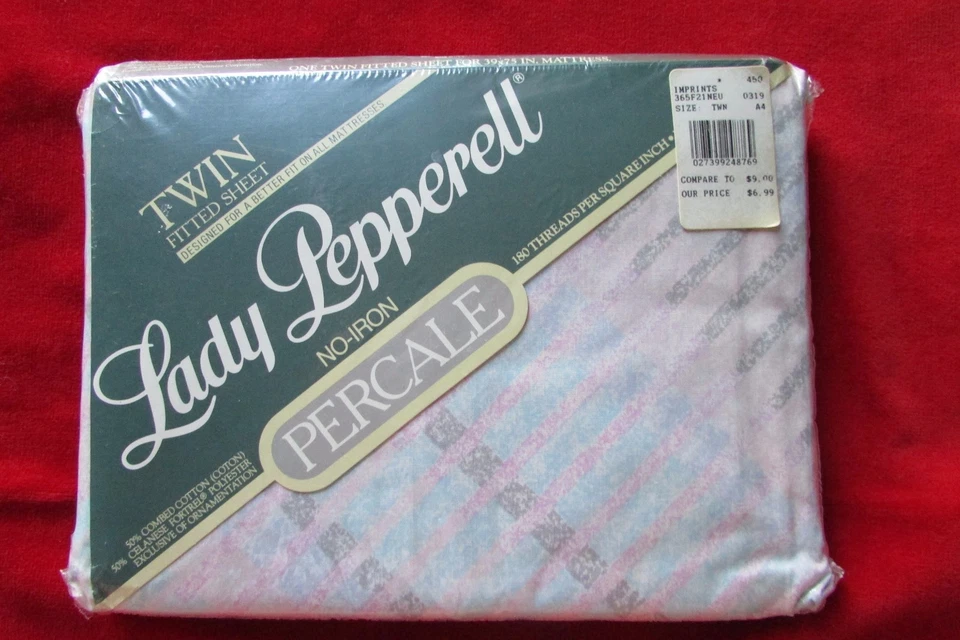 ONE TWIN FITTED SHEET FOR 39x75 IN. MATTRESS.
TWIN
FITTED SHEET
DESIGNED FOR A BETTER FIT ON ALL MATTRESSES
Lady Pepperell®
NO-IRON
PERCALE
180 THREADS PER SQUARE INCH •
50% COMBED COTTON (COTON)
50% CELANESE FORTREL® POLYESTER
EXCLUSIVE OF ORNAMENTATION
* 450
IMPRINTS
365F21NEU 0319
SIZE TWN A4
027399248769
COMPARE TO $9.00
OUR PRICE $6.99